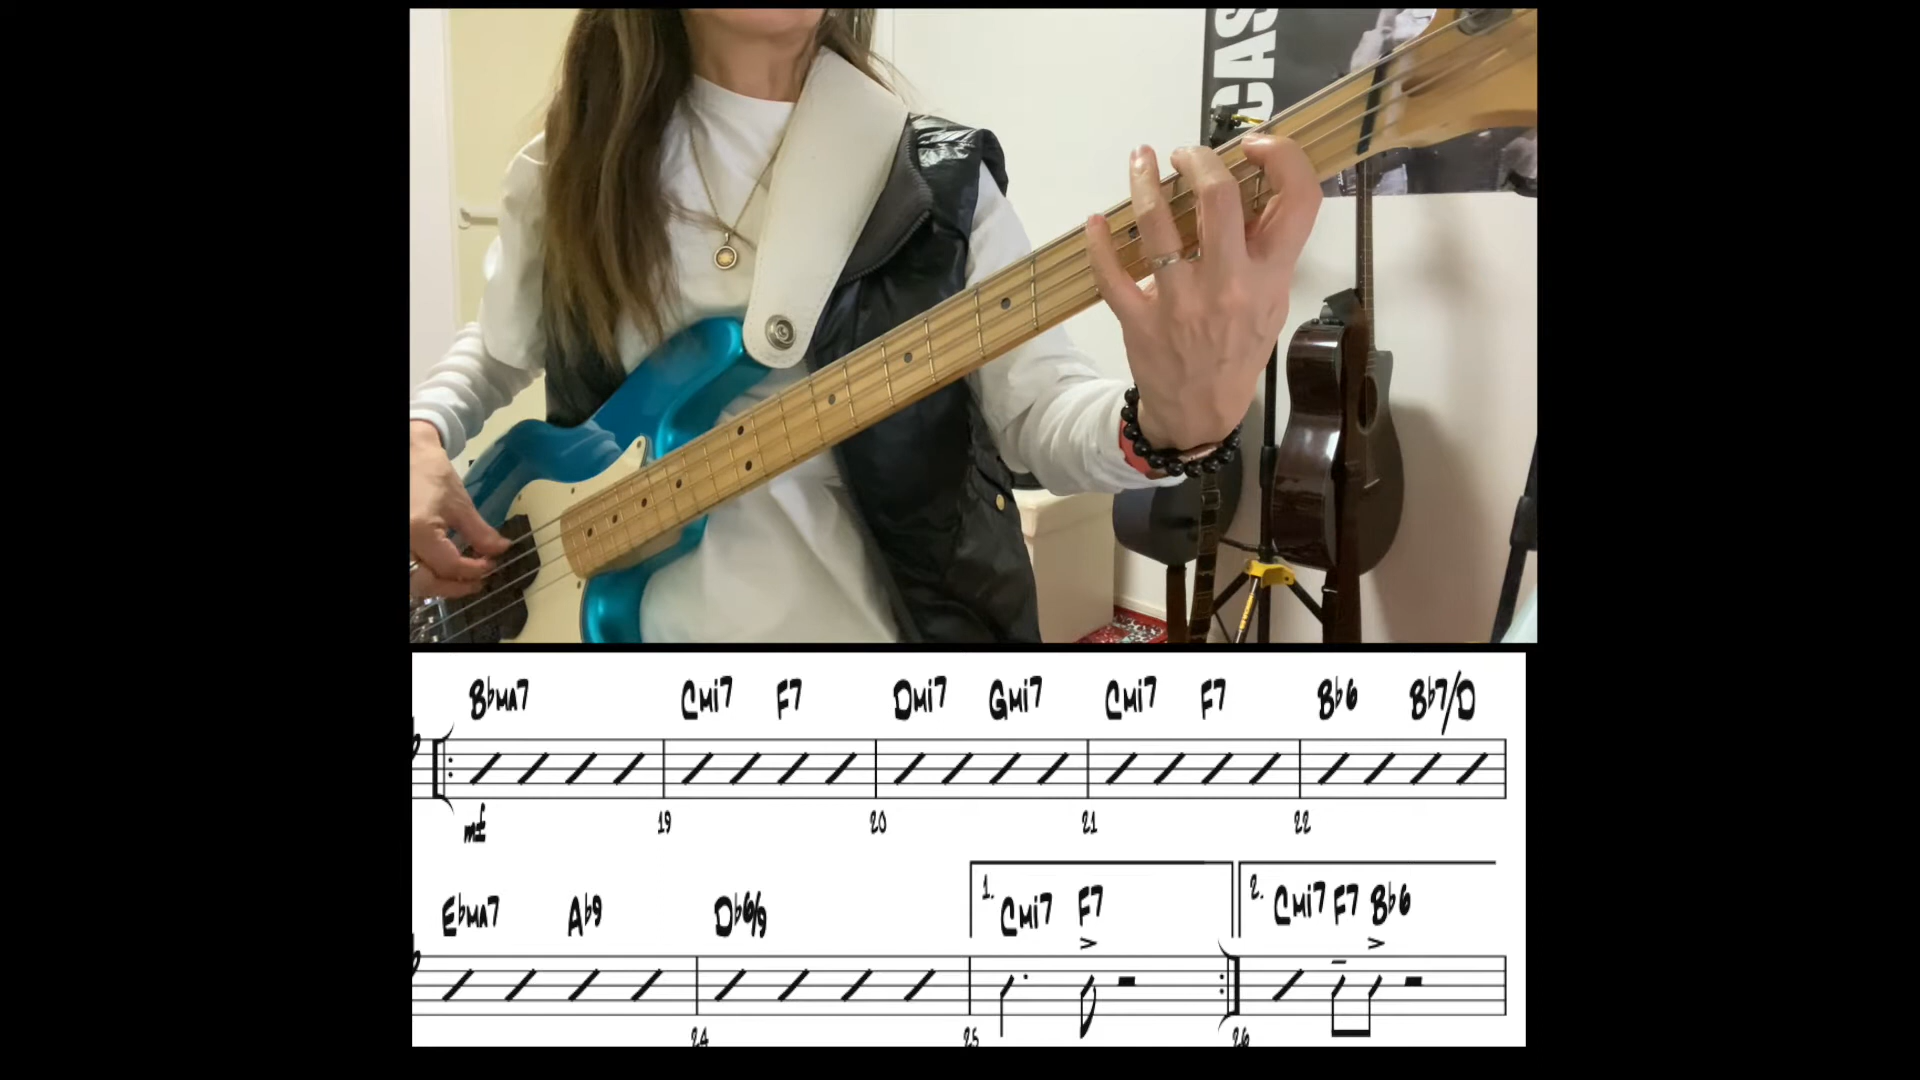 CAS
B♭MA7 CMI7 F7 DMI7 GMI7 CMI7 F7 B♭6 B♭7/D
mf 19 20 21 22
E♭MA7 A♭9 D♭6/9 1. CMI7 F7 2. CMI7 F7 B♭6
24 25 26